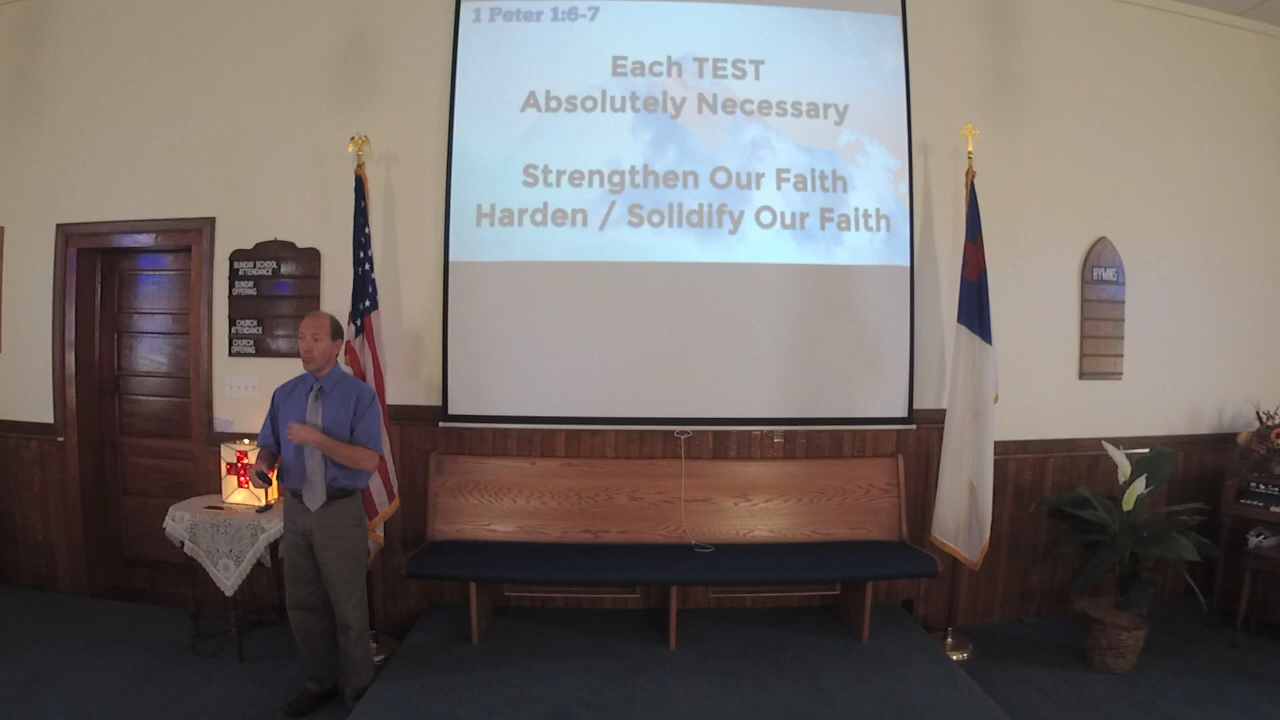 1 Peter 1:6-7
Each TEST
Absolutely Necessary
Strengthen Our Faith
Harden / Solidify Our Faith
SUNDAY SCHOOL
ATTENDANCE
SUNDAY
OFFERING
CHURCH
ATTENDANCE
CHURCH
OFFERING
HYMNS